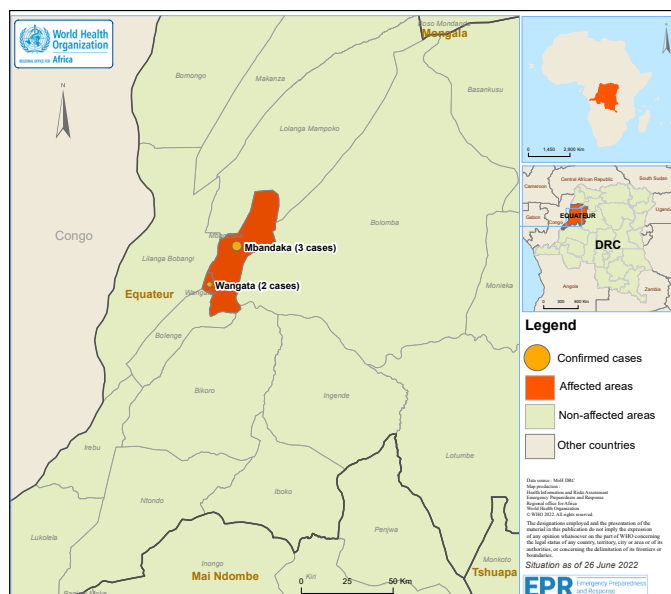 World Health
Organization
REGIONAL OFFICE FOR Africa
N
Congo
Mongala
Bomongo
Makanza
Basankusu
Lolanga Mampoko
Bolomba
Mbandaka (3 cases)
Lilanga Bobangi
Wangata (2 cases)
Equateur
Monieka
Bolenge
Bikoro
Ingende
Irebu
Lotumbe
Ntondo
Iboko
Lukolela
Penjwa
Inongo
Monkoto
Mai Ndombe
Kiri
Tshuapa
0 25 50 Km
0 1,450 2,900 Km
Cameroon
Central African Republic
South Sudan
Gabon
Congo
EQUATEUR
Uganda
DRC
Angola
Zambia
0 300 600 Km
Legend
Confirmed cases
Affected areas
Non-affected areas
Other countries
Data source : MoH DRC
Map production :
Health Information and Risks Assessment
Emergency Preparedness and Response
Regional office for Africa
World Health Organization
© WHO 2022. All rights reserved.
The designations employed and the presentation of the
material in this publication do not imply the expression
of any opinion whatsoever on the part of WHO concerning
the legal status of any country, territory, city or area or of its
authorities, or concerning the delimitation of its frontiers or
boundaries.
Situation as of 26 June 2022
EPR
Emergency Preparedness
and Response